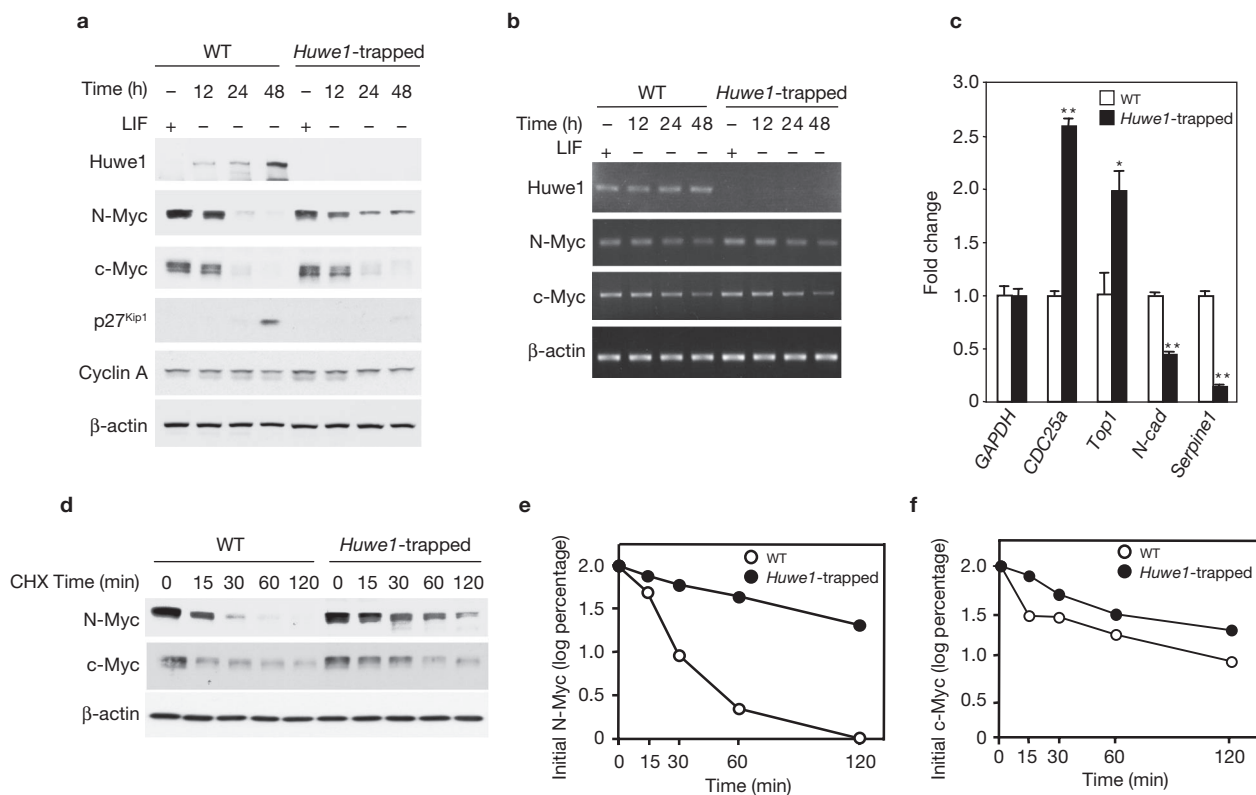 a
WT Huwe1-trapped
Time (h) – 12 24 48 – 12 24 48
LIF + – – – + – – –
Huwe1
N-Myc
c-Myc
p27Kip1
Cyclin A
β-actin
b
WT Huwe1-trapped
Time (h) – 12 24 48 – 12 24 48
LIF + – – – + – – –
Huwe1
N-Myc
c-Myc
β-actin
c
3.0
2.5
2.0
1.5
1.0
0.5
0
Fold change
WT
Huwe1-trapped
**
*
**
**
GAPDH
CDC25a
Top1
N-cad
Serpine1
d
WT Huwe1-trapped
CHX Time (min) 0 15 30 60 120 0 15 30 60 120
N-Myc
c-Myc
β-actin
e
Initial N-Myc (log percentage)
2.0
1.5
1.0
0.5
0
WT
Huwe1-trapped
0 15 30 60 120
Time (min)
f
Initial c-Myc (log percentage)
2.0
1.5
1.0
0.5
0
WT
Huwe1-trapped
0 15 30 60 120
Time (min)